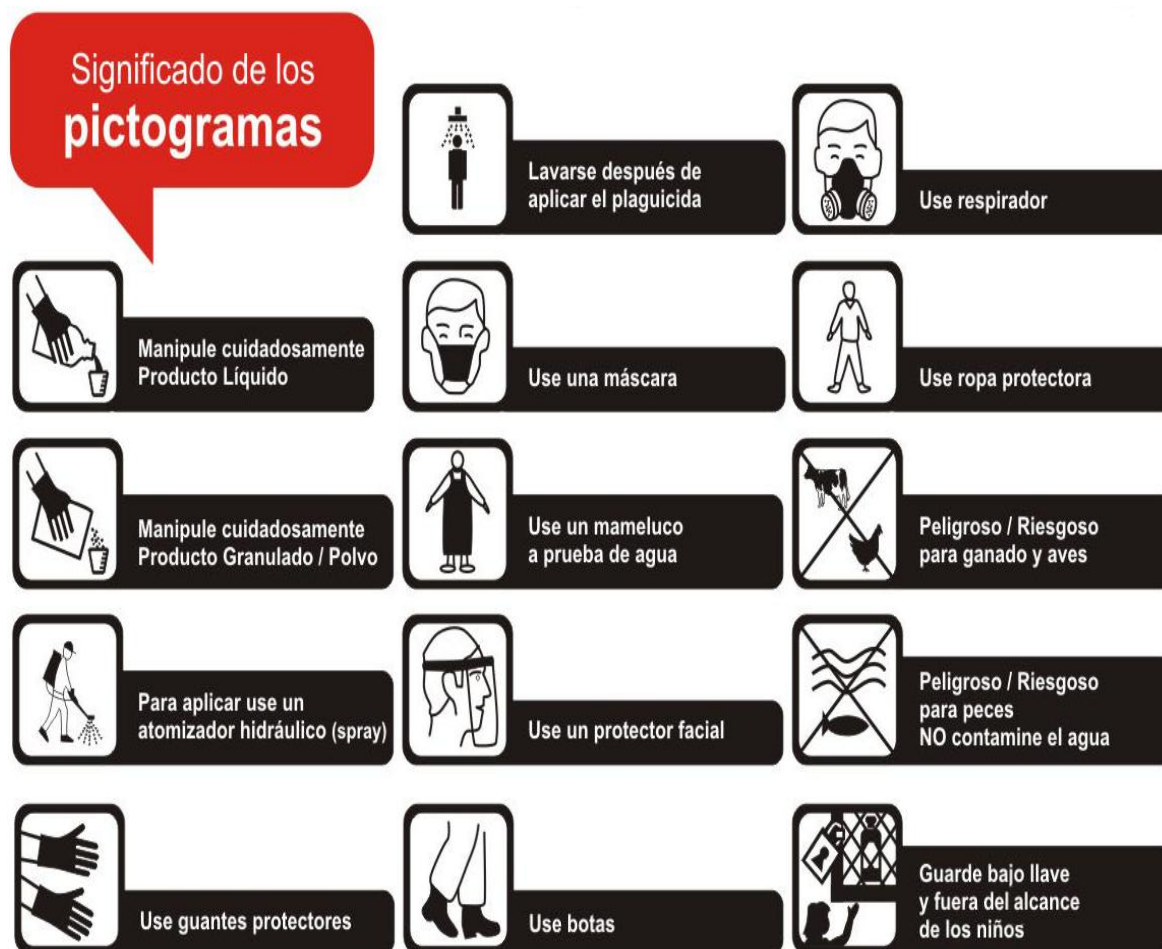 Significado de los
pictogramas
Manipule cuidadosamente
Producto Líquido
Manipule cuidadosamente
Producto Granulado / Polvo
Para aplicar use un
atomizador hidráulico (spray)
Use guantes protectores
Lavarse después de
aplicar el plaguicida
Use una máscara
Use un mameluco
a prueba de agua
Use un protector facial
Use botas
Use respirador
Use ropa protectora
Peligroso / Riesgoso
para ganado y aves
Peligroso / Riesgoso
para peces
NO contamine el agua
Guarde bajo llave
y fuera del alcance
de los niños